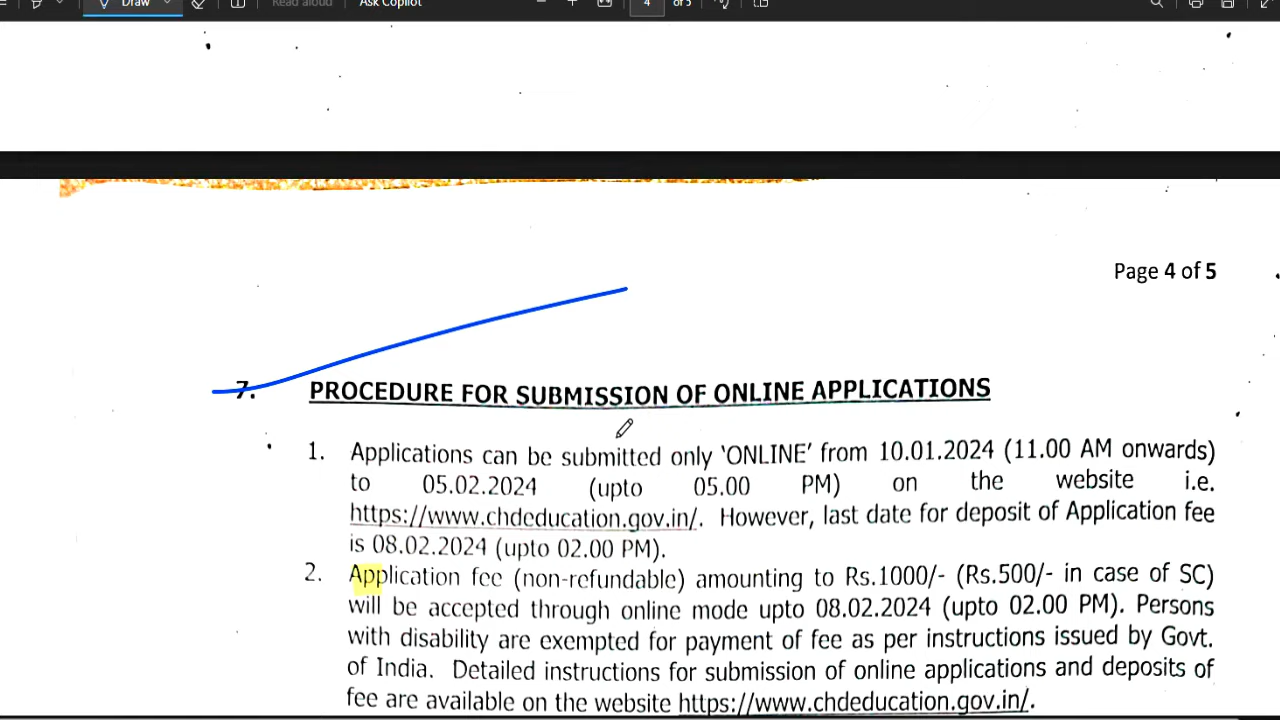 Draw
Read aloud
Ask Copilot
4
of 5
Page 4 of 5
7. PROCEDURE FOR SUBMISSION OF ONLINE APPLICATIONS
1. Applications can be submitted only 'ONLINE' from 10.01.2024 (11.00 AM onwards)
to 05.02.2024 (upto 05.00 PM) on the website i.e.
https://www.chdeducation.gov.in/. However, last date for deposit of Application fee
is 08.02.2024 (upto 02.00 PM).
2. Application fee (non-refundable) amounting to Rs.1000/- (Rs.500/- in case of SC)
will be accepted through online mode upto 08.02.2024 (upto 02.00 PM). Persons
with disability are exempted for payment of fee as per instructions issued by Govt.
of India. Detailed instructions for submission of online applications and deposits of
fee are available on the website https://www.chdeducation.gov.in/.